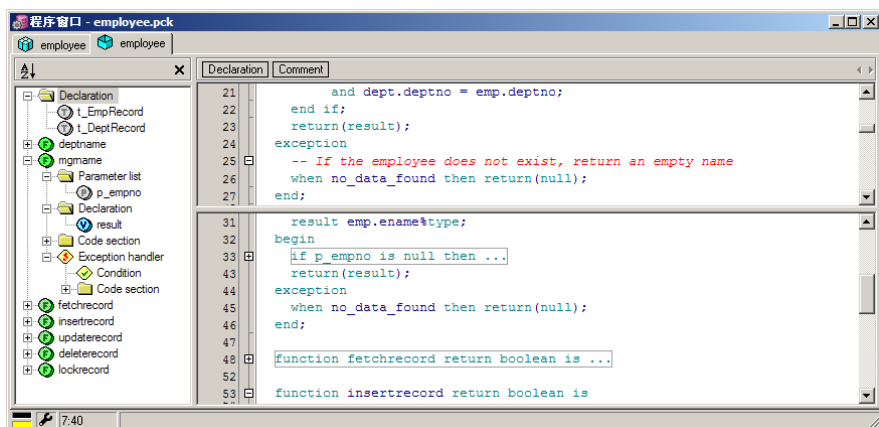 程序窗口 - employee.pck
employee employee
Declaration Comment
Declaration
t_EmpRecord
t_DeptRecord
deptname
mgrname
Parameter list
p_empno
Declaration
result
Code section
Exception handler
Condition
Code section
fetchrecord
insertrecord
updaterecord
deleterecord
lockrecord
21 and dept.deptno = emp.deptno;
22 end if;
23 return(result);
24 exception
25 -- If the employee does not exist, return an empty name
26 when no_data_found then return(null);
27 end;
31 result emp.ename%type;
32 begin
33 if p_empno is null then ...
43 return(result);
44 exception
45 when no_data_found then return(null);
46 end;
47
48 function fetchrecord return boolean is ...
52
53 function insertrecord return boolean is
7:40